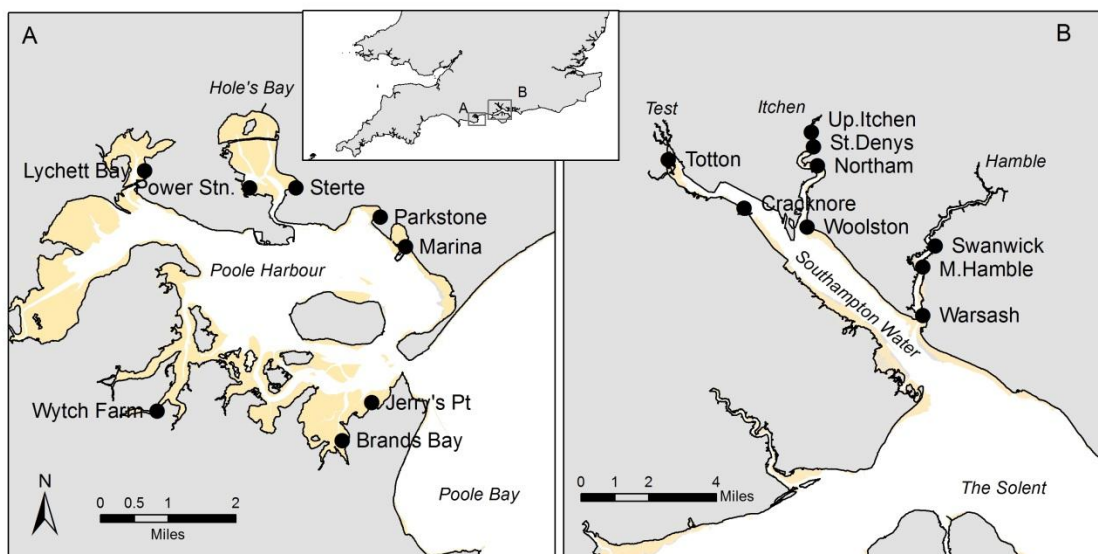 A
Hole's Bay
Lychett Bay
Power Stn.
Sterte
Parkstone
Marina
Poole Harbour
Wytch Farm
Jerry's Pt
Brands Bay
Poole Bay
N
0 0.5 1 2
Miles
A
B
B
Test
Itchen
Hamble
Up.Itchen
St.Denys
Northam
Totton
Cracknore
Woolston
Swanwick
M.Hamble
Warsash
Southampton Water
The Solent
0 1 2 4
Miles